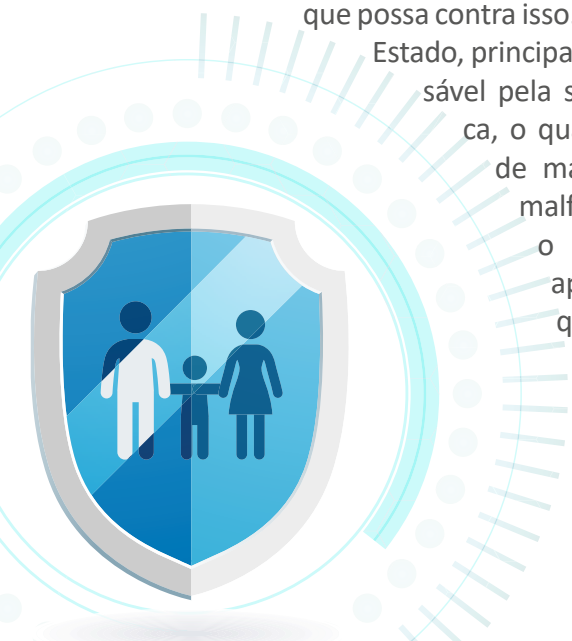 que possa contra isso
Estado, principa
sável pela s
ca, o qu
de ma
malf
o
ap
q